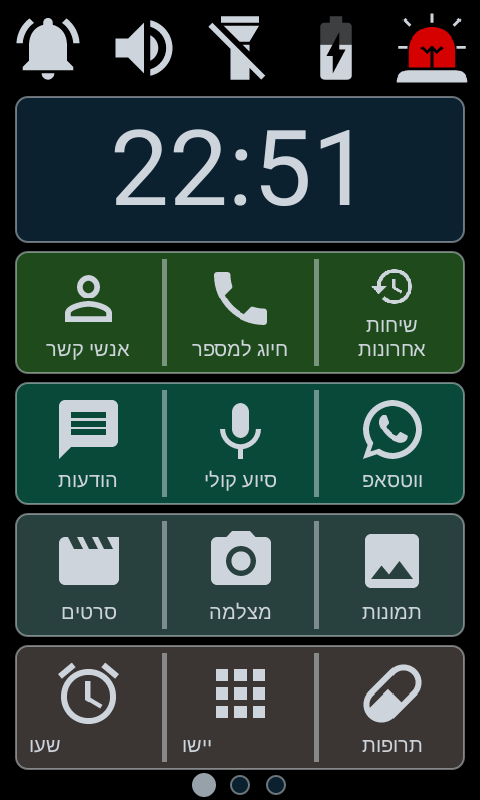 22:51
שיחות
אחרונות
חיוג למספר
אנשי קשר
ווטסאפ
סיוע קולי
הודעות
תמונות
מצלמה
סרטים
תרופות
יישו
שעו